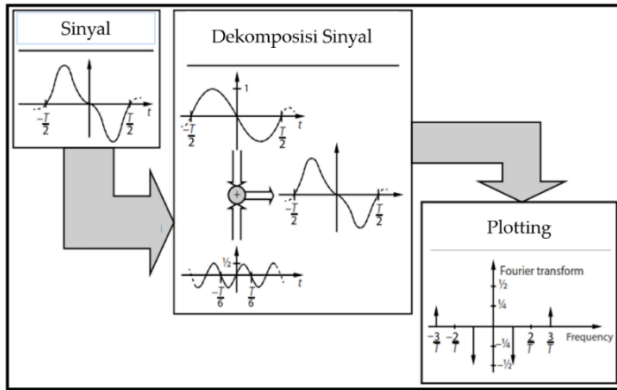 Sinyal
-T/2
T/2
t
Dekomposisi Sinyal
1
-T/2
T/2
t
+
-T/2
T/2
½
-T/6
T/6
t
Plotting
Fourier transform
½
¼
-3/T
-2/T
2/T
3/T
Frequency
-¼
-½